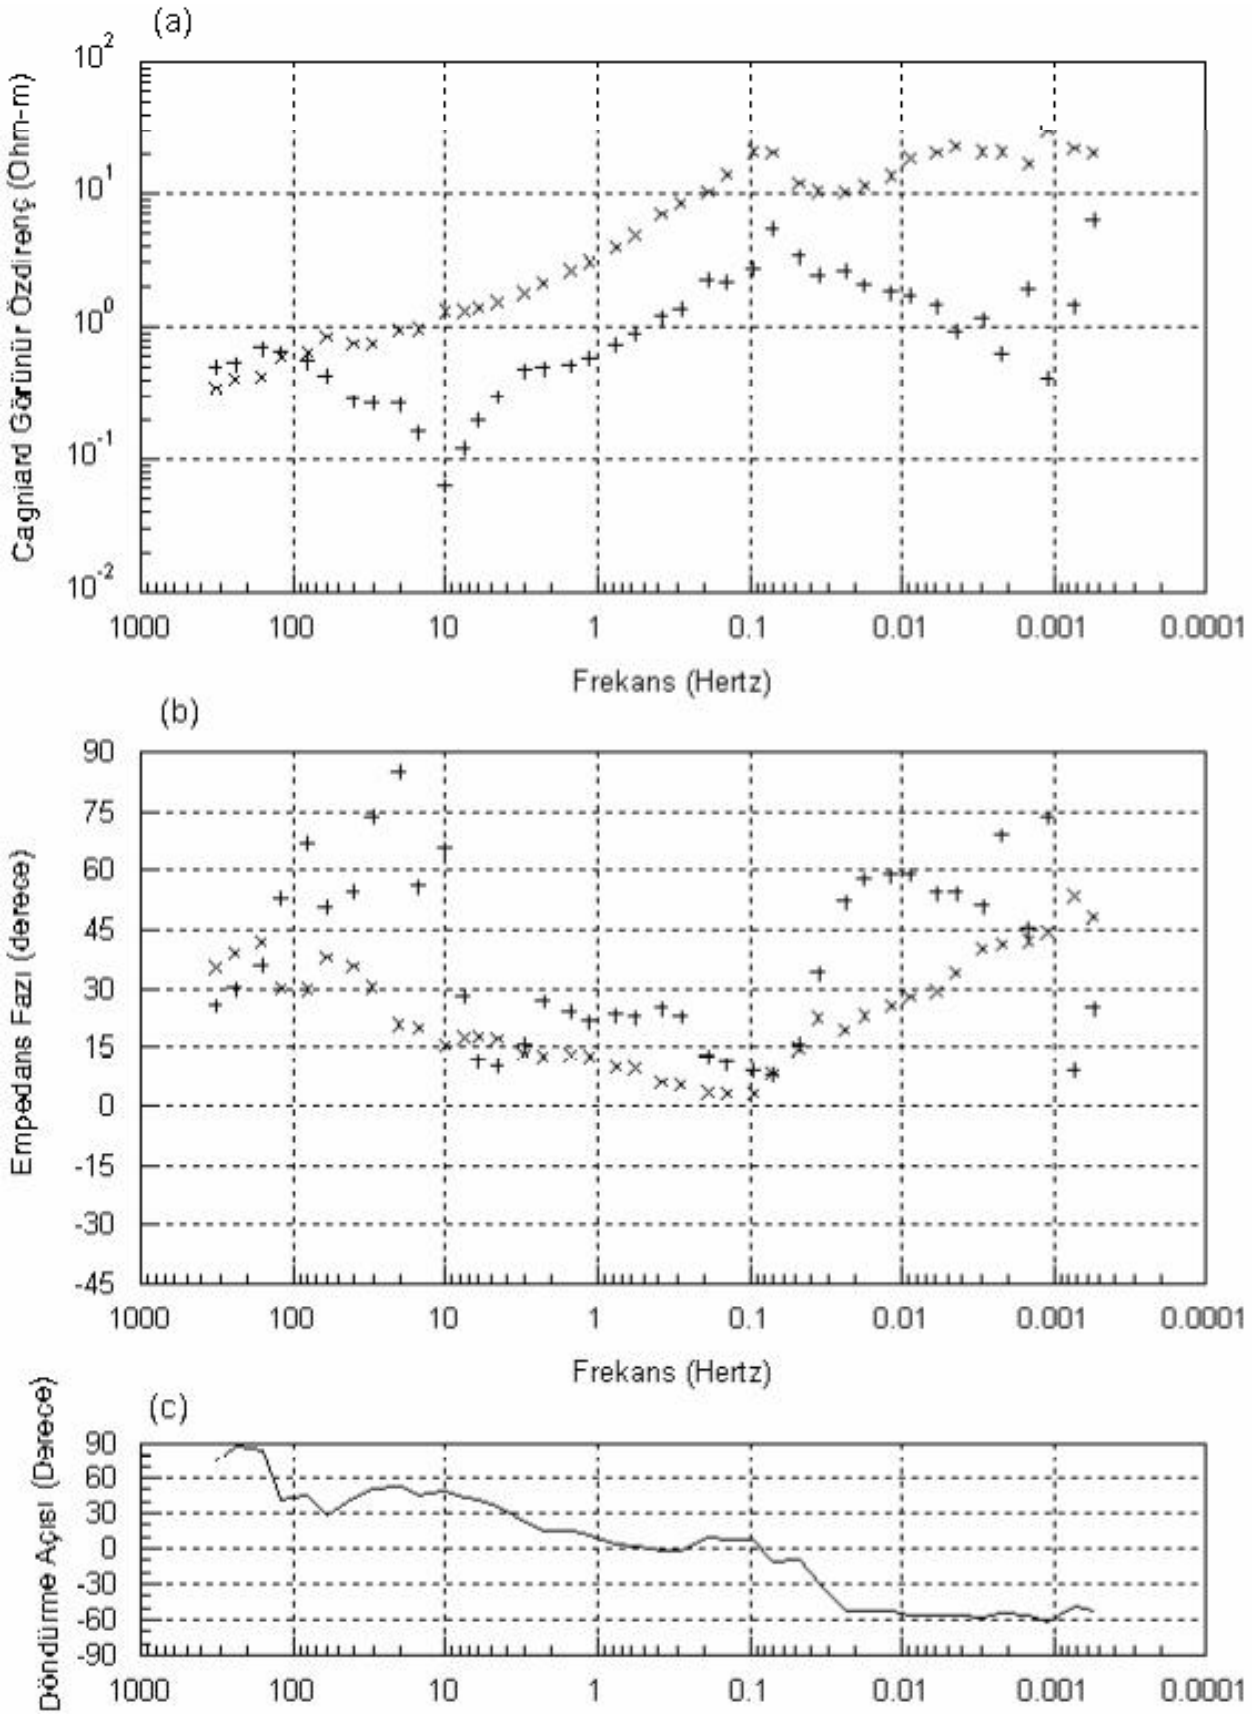 (a)
Cagniard Görünür Özdirenç (Ohm-m)
10²
10¹
10⁰
10⁻¹
10⁻²
1000 100 10 1 0.1 0.01 0.001 0.0001
Frekans (Hertz)
(b)
Empedans Fazı (derece)
90
75
60
45
30
15
0
-15
-30
-45
1000 100 10 1 0.1 0.01 0.001 0.0001
Frekans (Hertz)
(c)
Döndürme Açısı (Derece)
90
60
30
0
-30
-60
-90
1000 100 10 1 0.1 0.01 0.001 0.0001